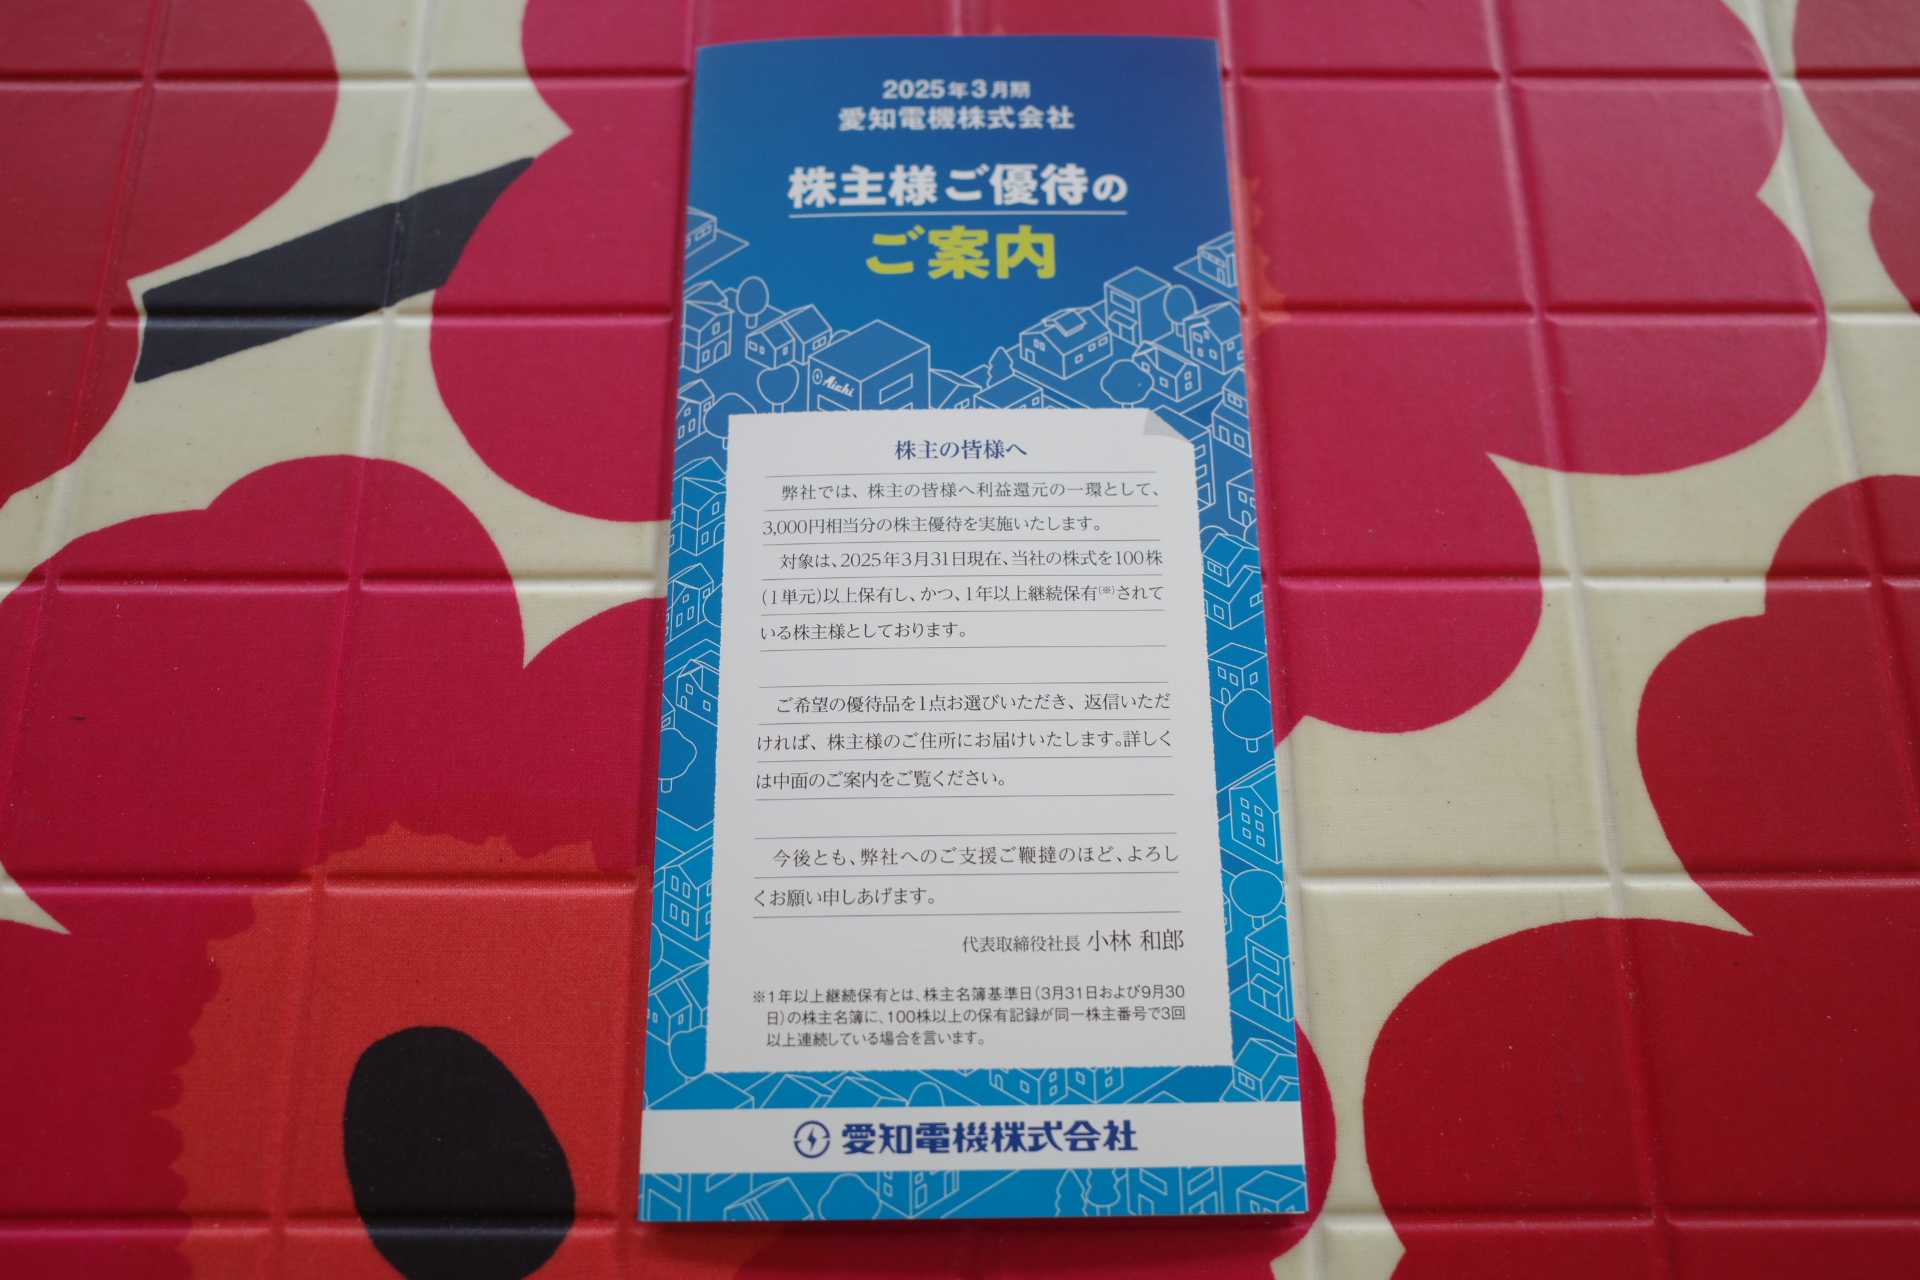 2025年3月期
愛知電機株式会社
株主様ご優待の
ご案内
Aichi
株主の皆様へ
弊社では、株主の皆様へ利益還元の一環として、
3,000円相当分の株主優待を実施いたします。
対象は、2025年3月31日現在、当社の株式を100株
(1単元)以上保有し、かつ、1年以上継続保有(※)されて
いる株主様としております。
ご希望の優待品を1点お選びいただき、返信いただ
ければ、株主様のご住所にお届けいたします。詳しく
は中面のご案内をご覧ください。
今後とも、弊社へのご支援ご鞭撻のほど、よろし
くお願い申しあげます。
代表取締役社長 小林 和郎
※1年以上継続保有とは、株主名簿基準日(3月31日および9月30
日)の株主名簿に、100株以上の保有記録が同一株主番号で3回
以上連続している場合を言います。
愛知電機株式会社